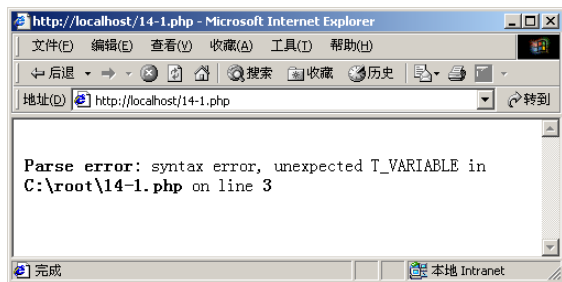 http://localhost/14-1.php - Microsoft Internet Explorer
文件(F) 编辑(E) 查看(V) 收藏(A) 工具(T) 帮助(H)
后退 搜索 收藏 历史
地址(D) http://localhost/14-1.php 转到
Parse error: syntax error, unexpected T_VARIABLE in
C:\root\14-1.php on line 3
完成 本地 Intranet